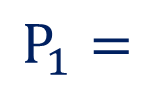 P₁ =